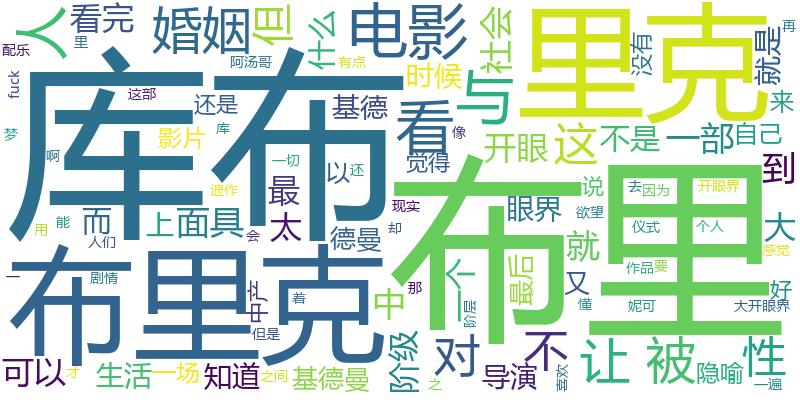 人
看完
婚姻
但
什么
电影
社会
里克
没有
就是
再
配乐
里
阿汤哥
有点
fuck
这部
库布
还是
基德
时候
看
与
来
梦
影片
库
像
觉得
开眼
这
不是
一部
自己
啊
遗作
一切
还
以
布里
说
去
因为
开眼界
到
用
能
而
上
面具
会
最
太
现实
却
眼界
欲望
仪式
个人
大
人们
德曼
就
感觉
一
剧情
布里克
中产
着
但是
中
那
一个
阶层
最后
又
懂
作品
要
妮可
好
大开眼界
可以
才
生活
一场
知道
之间
基德曼
阶级
之
对
导演
不
喜欢
让
被
隐喻
性
一遍